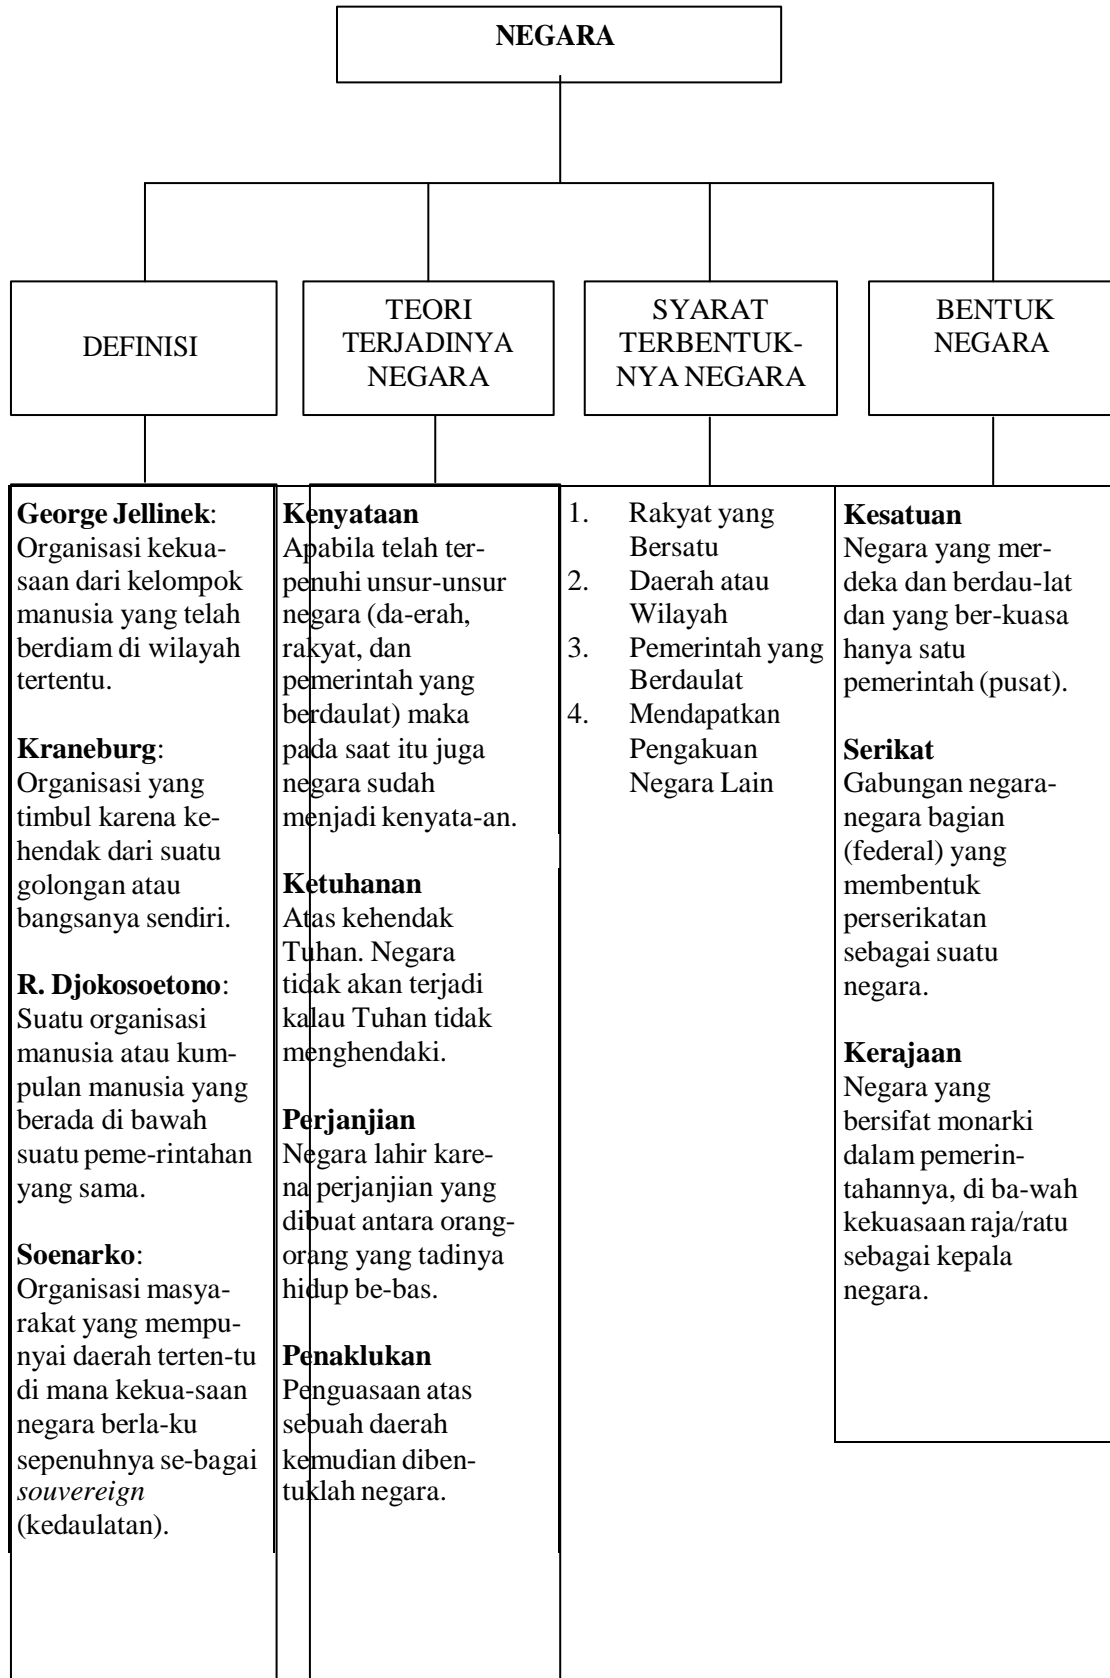 NEGARA
DEFINISI
TEORI
TERJADINYA
NEGARA
SYARAT
TERBENTUK-
NYA NEGARA
BENTUK
NEGARA
George Jellinek:
Organisasi kekua-
saan dari kelompok
manusia yang telah
berdiam di wilayah
tertentu.
Kraneburg:
Organisasi yang
timbul karena ke-
hendak dari suatu
golongan atau
bangsanya sendiri.
R. Djokosoetono:
Suatu organisasi
manusia atau kum-
pulan manusia yang
berada di bawah
suatu peme-rintahan
yang sama.
Soenarko:
Organisasi masya-
rakat yang mempu-
nyai daerah terten-tu
di mana kekua-saan
negara berla-ku
sepenuhnya se-bagai
souvereign
(kedaulatan).
Kenyataan
Apabila telah ter-
penuhi unsur-unsur
negara (da-erah,
rakyat, dan
pemerintah yang
berdaulat) maka
pada saat itu juga
negara sudah
menjadi kenyata-an.
Ketuhanan
Atas kehendak
Tuhan. Negara
tidak akan terjadi
kalau Tuhan tidak
menghendaki.
Perjanjian
Negara lahir kare-
na perjanjian yang
dibuat antara orang-
orang yang tadinya
hidup be-bas.
Penaklukan
Penguasaan atas
sebuah daerah
kemudian diben-
tuklah negara.
1. Rakyat yang
Bersatu
2. Daerah atau
Wilayah
3. Pemerintah yang
Berdaulat
4. Mendapatkan
Pengakuan
Negara Lain
Kesatuan
Negara yang mer-
deka dan berdau-lat
dan yang ber-kuasa
hanya satu
pemerintah (pusat).
Serikat
Gabungan negara-
negara bagian
(federal) yang
membentuk
perserikatan
sebagai suatu
negara.
Kerajaan
Negara yang
bersifat monarki
dalam pemerin-
tahannya, di ba-wah
kekuasaan raja/ratu
sebagai kepala
negara.